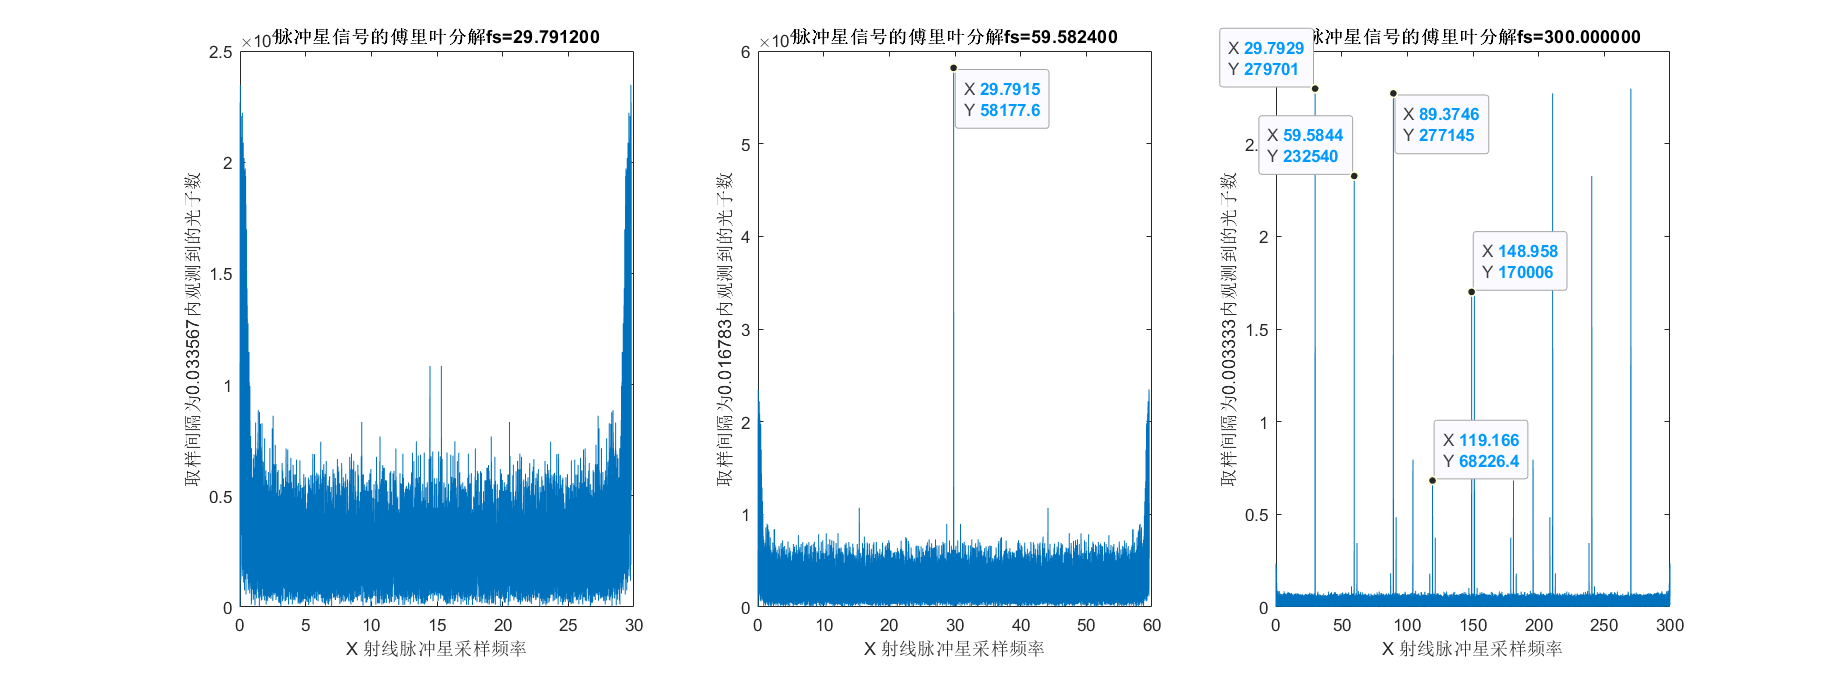 ×10
脉冲星信号的傅里叶分解fs=29.791200
2.5
2
1.5
1
0.5
0
取样间隔为0.033567内观测到的光子数
0 5 10 15 20 25 30
X 射线脉冲星采样频率
×10
脉冲星信号的傅里叶分解fs=59.582400
6
5
4
3
2
1
0
取样间隔为0.016783内观测到的光子数
X 29.7915
Y 58177.6
0 10 20 30 40 50 60
X 射线脉冲星采样频率
脉冲星信号的傅里叶分解fs=300.000000
X 29.7929
Y 279701
X 59.5844
Y 232540
X 89.3746
Y 277145
X 148.958
Y 170006
X 119.166
Y 68226.4
2.
2
1.5
1
0.5
0
取样间隔为0.003333内观测到的光子数
0 50 100 150 200 250 300
X 射线脉冲星采样频率